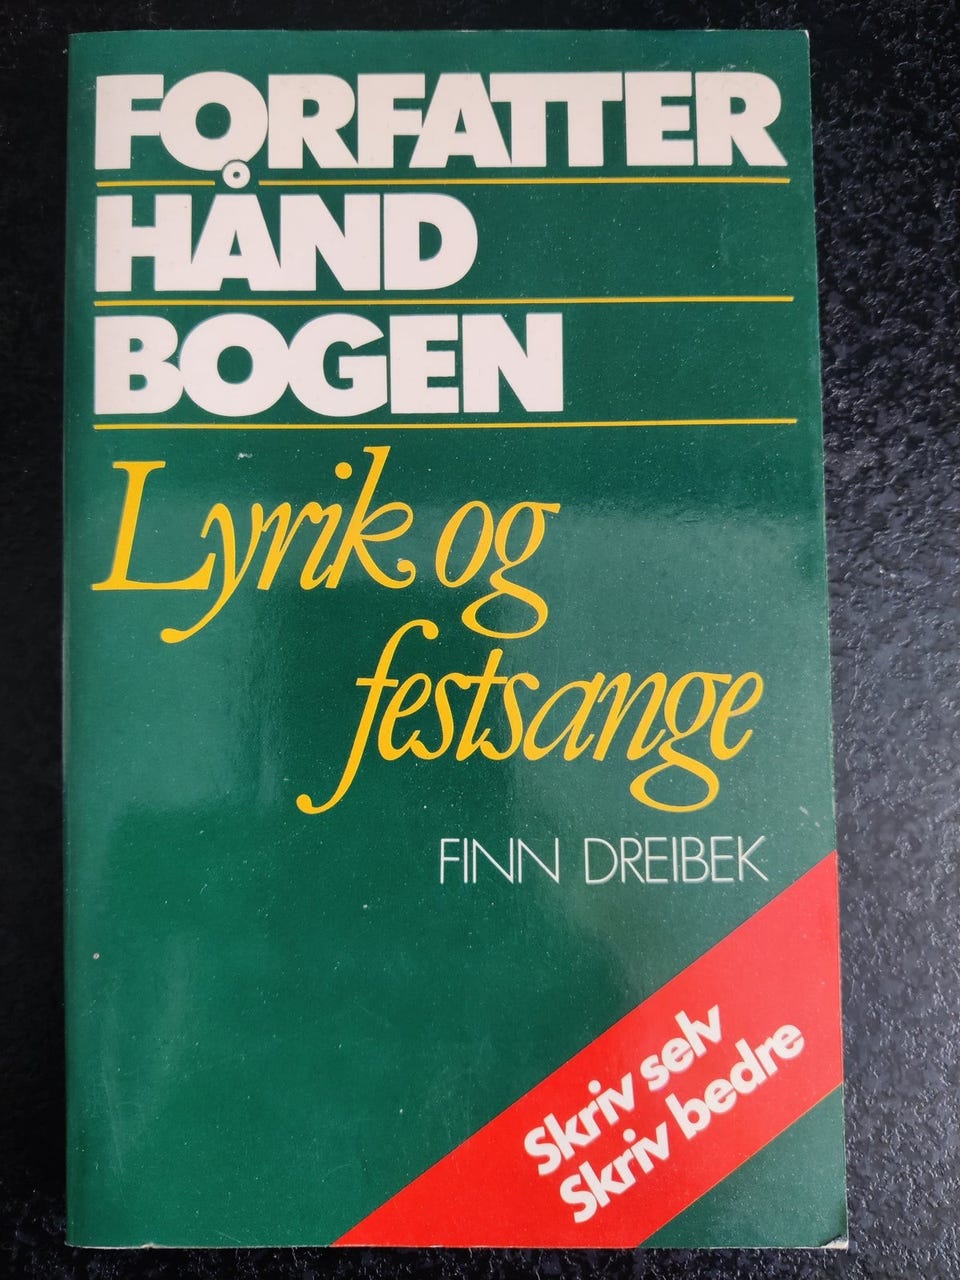 FORFATTER
HÅND
BOGEN
Lyrik og
festsange
FINN DREIBEK
Skriv selv
Skriv bedre